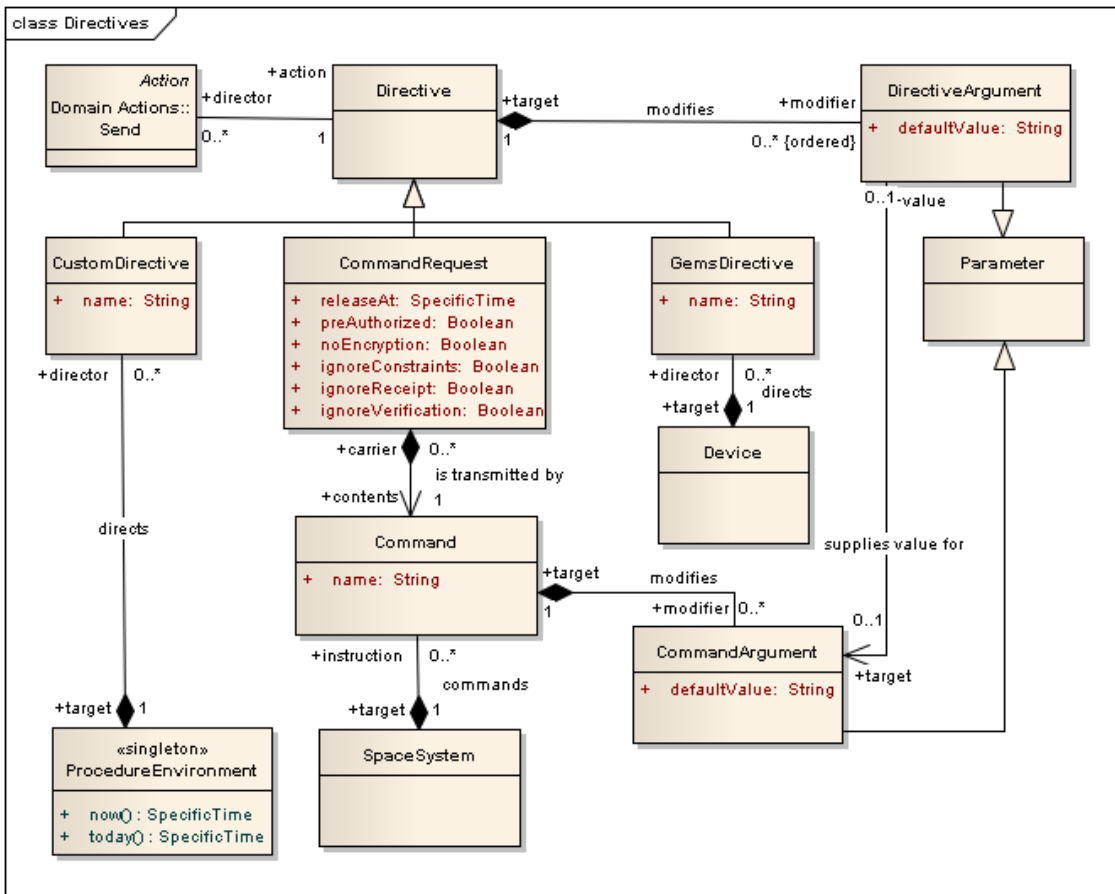 class Directives
Action
Domain Actions::
Send
+action
+director
0..*
1
Directive
+target
1
modifies
+modifier
0..* {ordered}
DirectiveArgument
+ defaultValue: String
0..1
-value
CustomDirective
+ name: String
CommandRequest
+ releaseAt: SpecificTime
+ preAuthorized: Boolean
+ noEncryption: Boolean
+ ignoreConstraints: Boolean
+ ignoreReceipt: Boolean
+ ignoreVerification: Boolean
GemsDirective
+ name: String
Parameter
+director
0..*
+director
0..*
directs
+target
1
Device
+carrier
0..*
is transmitted by
+contents
1
directs
Command
+ name: String
+target
1
modifies
+modifier
0..*
supplies value for
0..1
+target
CommandArgument
+ defaultValue: String
+instruction
0..*
commands
+target
1
+target
1
«singleton»
ProcedureEnvironment
+ now() : SpecificTime
+ today() : SpecificTime
SpaceSystem